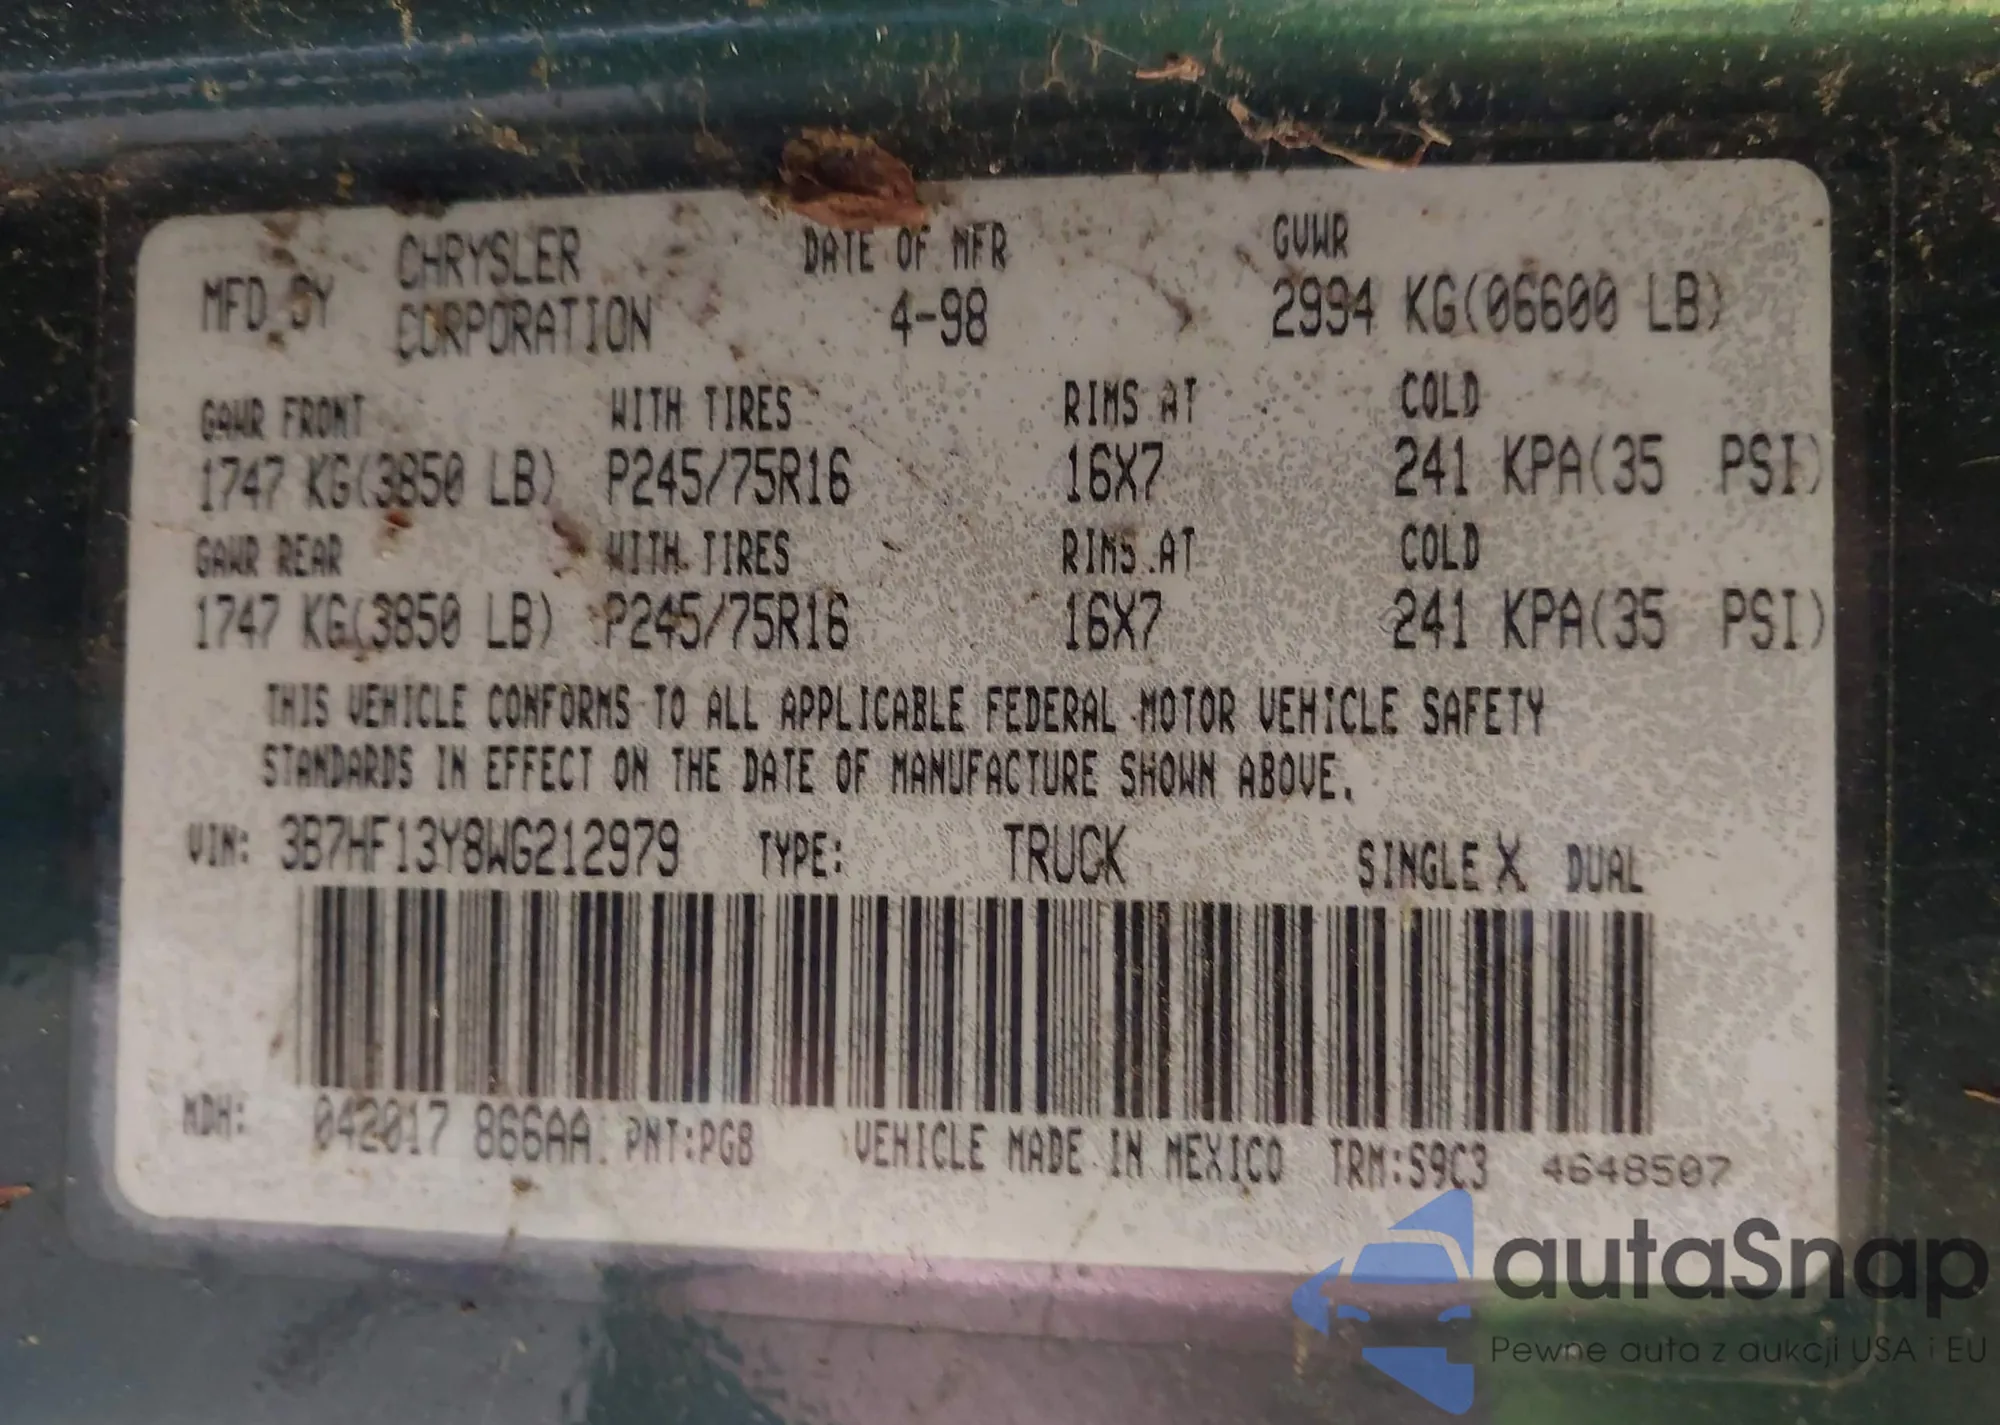 MFD BY CHRYSLER CORPORATION DATE OF MFR 4-98 GVWR 2994 KG(06600 LB)
GAWR FRONT WITH TIRES RIMS AT COLD
1747 KG(3850 LB) P245/75R16 16X7 241 KPA(35 PSI)
GAWR REAR WITH TIRES RIMS AT COLD
1747 KG(3850 LB) P245/75R16 16X7 241 KPA(35 PSI)
THIS VEHICLE CONFORMS TO ALL APPLICABLE FEDERAL MOTOR VEHICLE SAFETY
STANDARDS IN EFFECT ON THE DATE OF MANUFACTURE SHOWN ABOVE.
VIN: 3B7HF13Y8WG212979 TYPE: TRUCK SINGLE X DUAL
MDH: 042017 866AA PNT:PG8 VEHICLE MADE IN MEXICO TRM:S9C3 4648507
autaSnap
Pewne auta z aukcji USA i EU